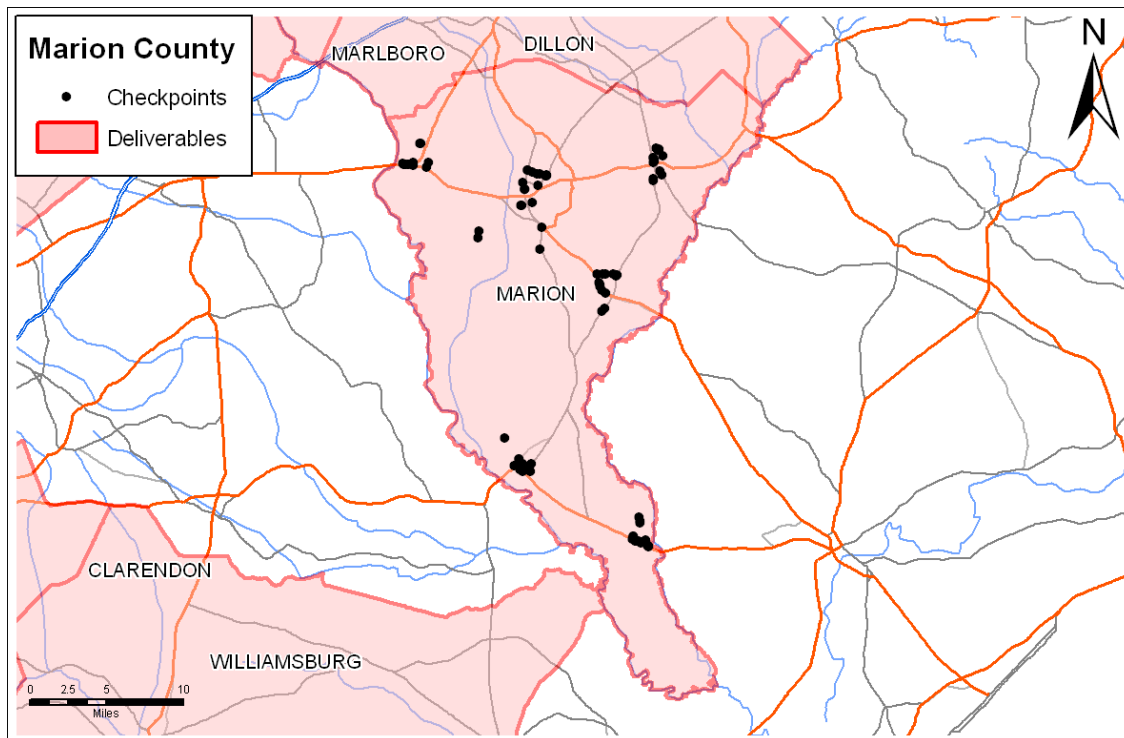 Marion County
Checkpoints
Deliverables
MARLBORO
DILLON
N
MARION
CLARENDON
WILLIAMSBURG
0 2.5 5 10
Miles